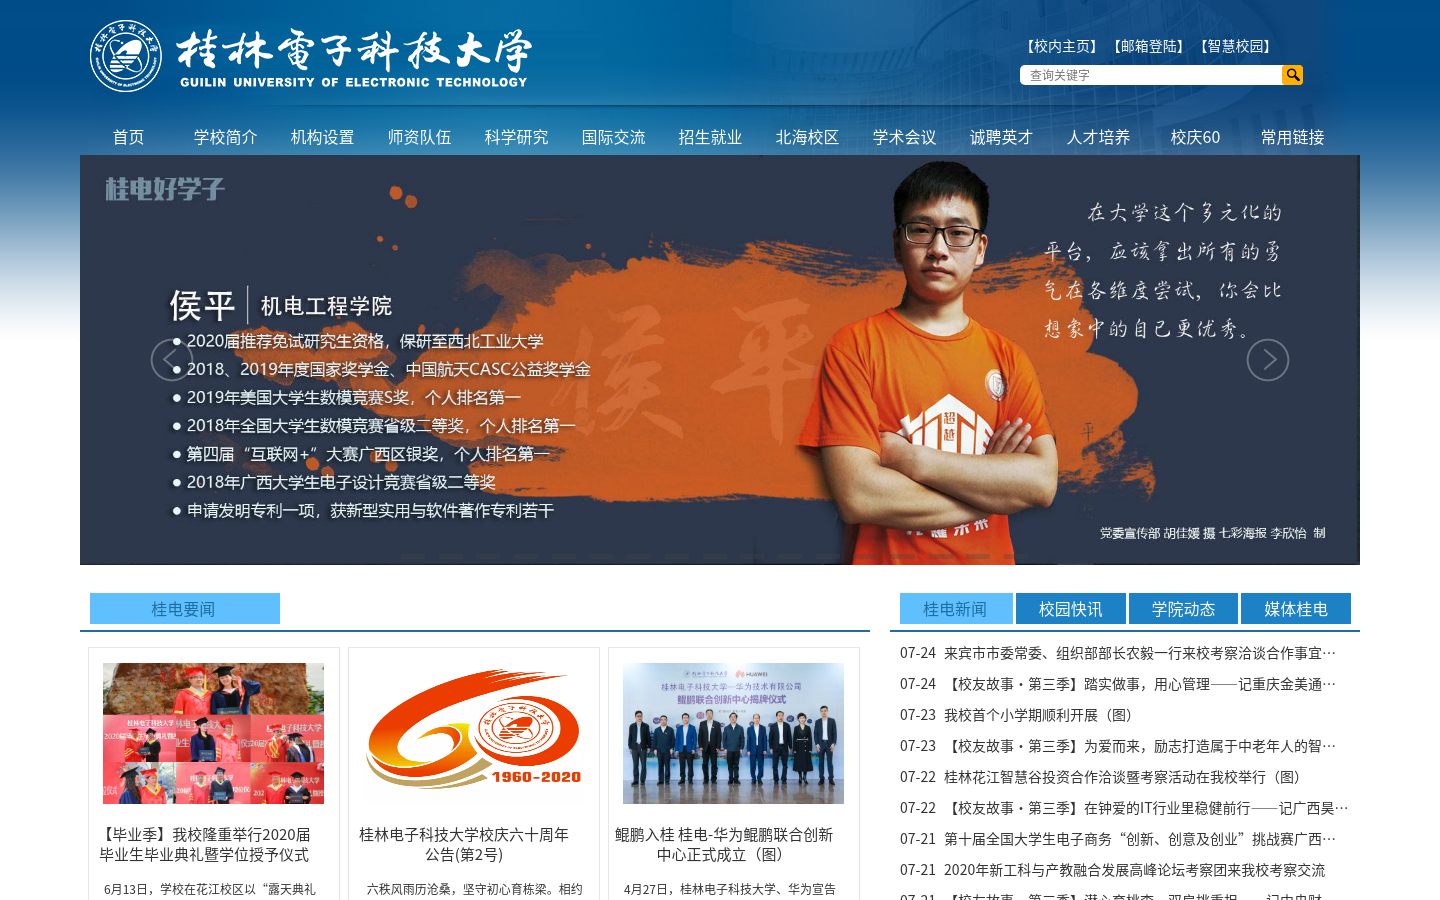 桂林電子科技大学
GUILIN UNIVERSITY OF ELECTRONIC TECHNOLOGY
【校内主页】 【邮箱登陆】 【智慧校园】
查询关键字
首页 学校简介 机构设置 师资队伍 科学研究 国际交流 招生就业 北海校区 学术会议 诚聘英才 人才培养 校庆60 常用链接
桂电好学子
在大学这个多元化的
平台，应该拿出所有的勇
气在各维度尝试，你会比
想象中的自己更优秀。
侯平 机电工程学院
● 2020届推荐免试研究生资格，保研至西北工业大学
● 2018、2019年度国家奖学金、中国航天CASC公益奖学金
● 2019年美国大学生数模竞赛S奖，个人排名第一
● 2018年全国大学生数模竞赛省级二等奖，个人排名第一
● 第四届“互联网+”大赛广西区银奖，个人排名第一
● 2018年广西大学生电子设计竞赛省级二等奖
● 申请发明专利一项，获新型实用与软件著作专利若干
侯平
超越
党委宣传部 胡佳媛 摄 七彩海报 李欣怡 制
桂电要闻
桂电新闻 校园快讯 学院动态 媒体桂电
07-24 来宾市市委常委、组织部部长农毅一行来校考察洽谈合作事宜…
07-24 【校友故事·第三季】踏实做事，用心管理——记重庆金美通…
07-23 我校首个小学期顺利开展（图）
07-23 【校友故事·第三季】为爱而来，励志打造属于中老年人的智…
07-22 桂林花江智慧谷投资合作洽谈暨考察活动在我校举行（图）
07-22 【校友故事·第三季】在钟爱的IT行业里稳健前行——记广西昊…
07-21 第十届全国大学生电子商务“创新、创意及创业”挑战赛广西…
07-21 2020年新工科与产教融合发展高峰论坛考察团来我校考察交流
1960-2020
HUAWEI
桂林电子科技大学—华为技术有限公司
鲲鹏联合创新中心揭牌仪式
【毕业季】我校隆重举行2020届
毕业生毕业典礼暨学位授予仪式
6月13日，学校在花江校区以“露天典礼
桂林电子科技大学校庆六十周年
公告(第2号)
六秩风雨历沧桑，坚守初心育栋梁。相约
鲲鹏入桂 桂电-华为鲲鹏联合创新
中心正式成立（图）
4月27日，桂林电子科技大学、华为宣告